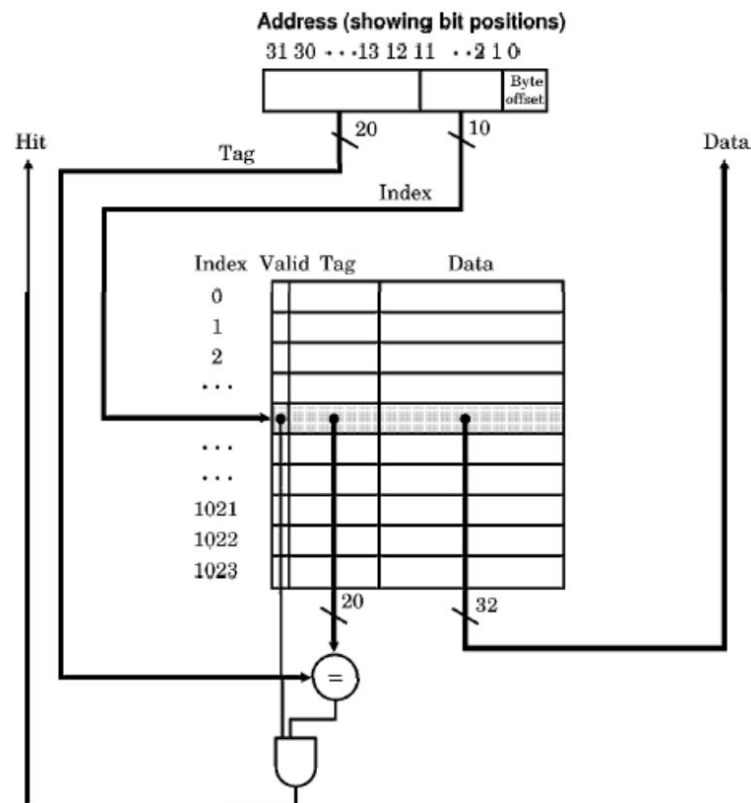 Address (showing bit positions)
31 30 ···13 12 11 ··2 1 0
Byte
offset
20
10
Hit
Tag
Data
Index
Index Valid Tag Data
0
1
2
···
···
···
1021
1022
1023
20
32
=